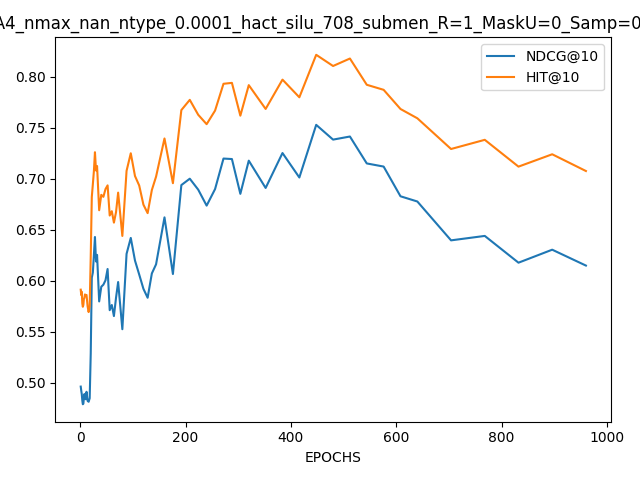 A4_nmax_nan_ntype_0.0001_hact_silu_708_submen_R=1_MaskU=0_Samp=0
NDCG@10
HIT@10
0.80
0.75
0.70
0.65
0.60
0.55
0.50
0 200 400 600 800 1000
EPOCHS